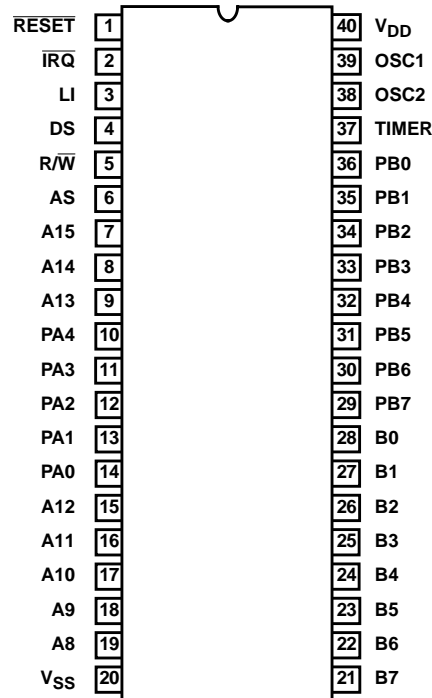 RESET 1 40 VDD
IRQ 2 39 OSC1
LI 3 38 OSC2
DS 4 37 TIMER
R/W 5 36 PB0
AS 6 35 PB1
A15 7 34 PB2
A14 8 33 PB3
A13 9 32 PB4
PA4 10 31 PB5
PA3 11 30 PB6
PA2 12 29 PB7
PA1 13 28 B0
PA0 14 27 B1
A12 15 26 B2
A11 16 25 B3
A10 17 24 B4
A9 18 23 B5
A8 19 22 B6
VSS 20 21 B7